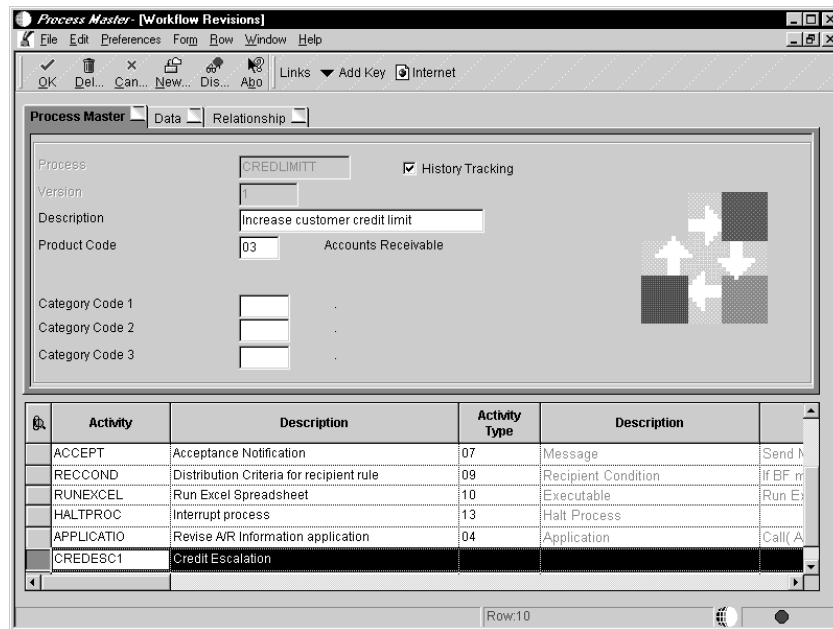 Process Master - [Workflow Revisions]
File Edit Preferences Form Row Window Help
OK Del... Can... New... Dis... Abo Links Add Key Internet
Process Master Data Relationship
Process CREDLIMITT History Tracking
Version 1
Description Increase customer credit limit
Product Code 03 Accounts Receivable
Category Code 1 .
Category Code 2 .
Category Code 3 .
Activity Description Activity Type Description
ACCEPT Acceptance Notification 07 Message Send M
RECCOND Distribution Criteria for recipient rule 09 Recipient Condition If BF m
RUNEXCEL Run Excel Spreadsheet 10 Executable Run Ex
HALTPROC Interrupt process 13 Halt Process
APPLICATIO Revise A/R Information application 04 Application Call( A
CREDESC1 Credit Escalation
Row:10